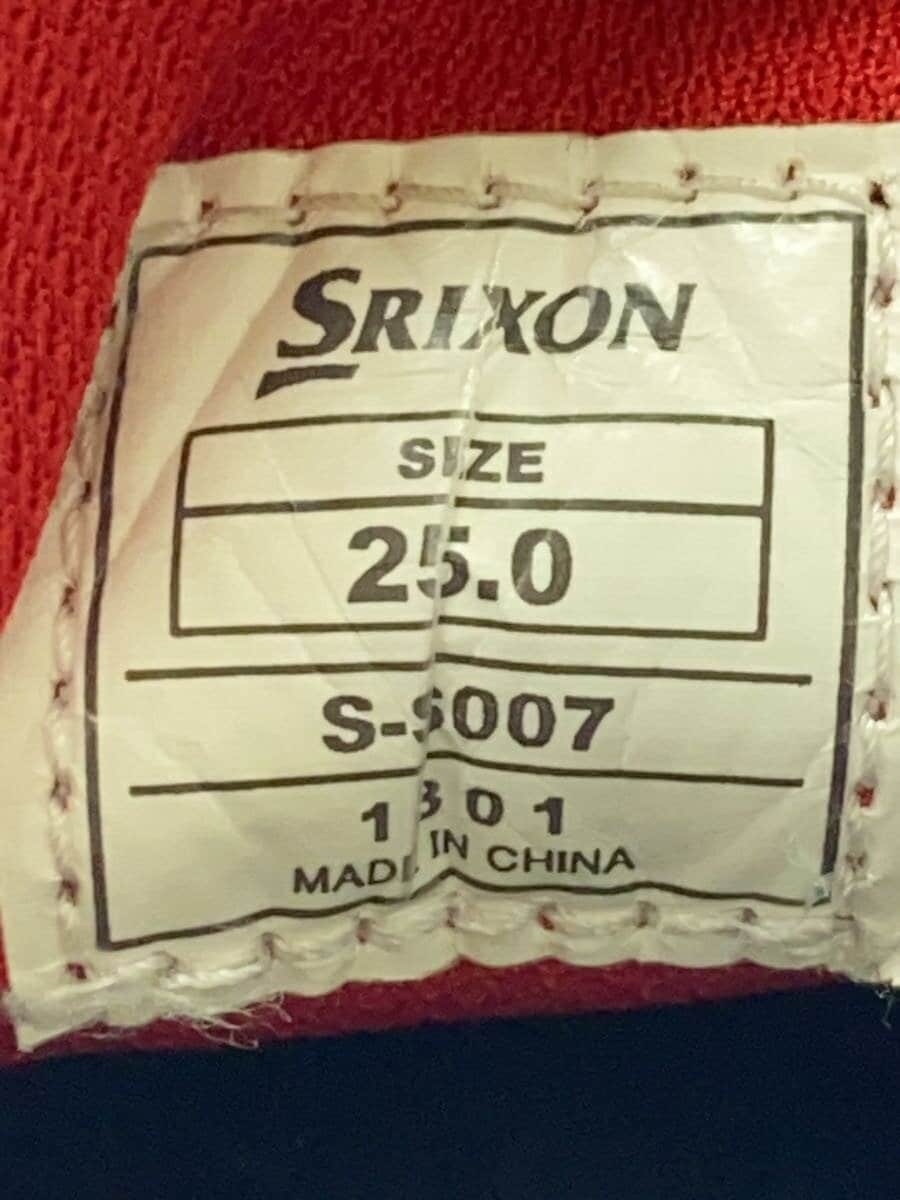 SRIXON
SIZE
25.0
S-S007
1301
MADE IN CHINA